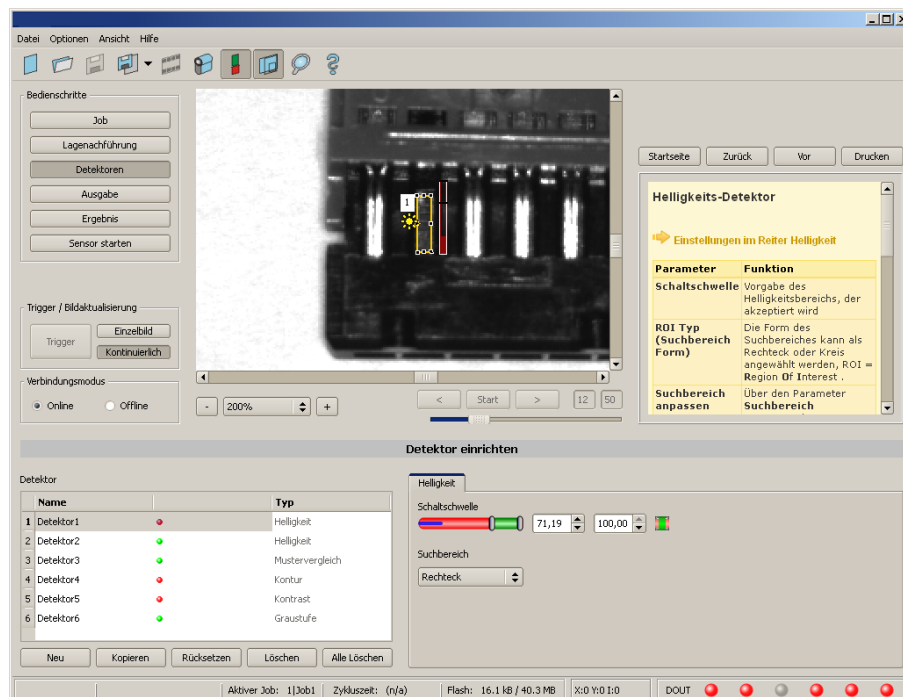 Datei Optionen Ansicht Hilfe
Bedienschritte
Job
Lagenachführung
Detektoren
Ausgabe
Ergebnis
Sensor starten
Trigger / Bildaktualisierung
Trigger
Einzelbild
Kontinuierlich
Verbindungsmodus
Online Offline
1
- 200% +
< Start > 12 50
Startseite Zurück Vor Drucken
Helligkeits-Detektor
Einstellungen im Reiter Helligkeit
Parameter Funktion
Schaltschwelle Vorgabe des
Helligkeitsbereichs, der
akzeptiert wird
ROI Typ Die Form des
(Suchbereich Suchbereiches kann als
Form) Rechteck oder Kreis
angewählt werden, ROI =
Region Of Interest .
Suchbereich Über den Parameter
anpassen Suchbereich
Detektor einrichten
Detektor
Name Typ
1 Detektor1 Helligkeit
2 Detektor2 Helligkeit
3 Detektor3 Mustervergleich
4 Detektor4 Kontur
5 Detektor5 Kontrast
6 Detektor6 Graustufe
Neu Kopieren Rücksetzen Löschen Alle Löschen
Helligkeit
Schaltschwelle
71,19 100,00
Suchbereich
Rechteck
Aktiver Job: 1|Job1 Zykluszeit: (n/a) Flash: 16.1 kB / 40.3 MB X:0 Y:0 I:0 DOUT